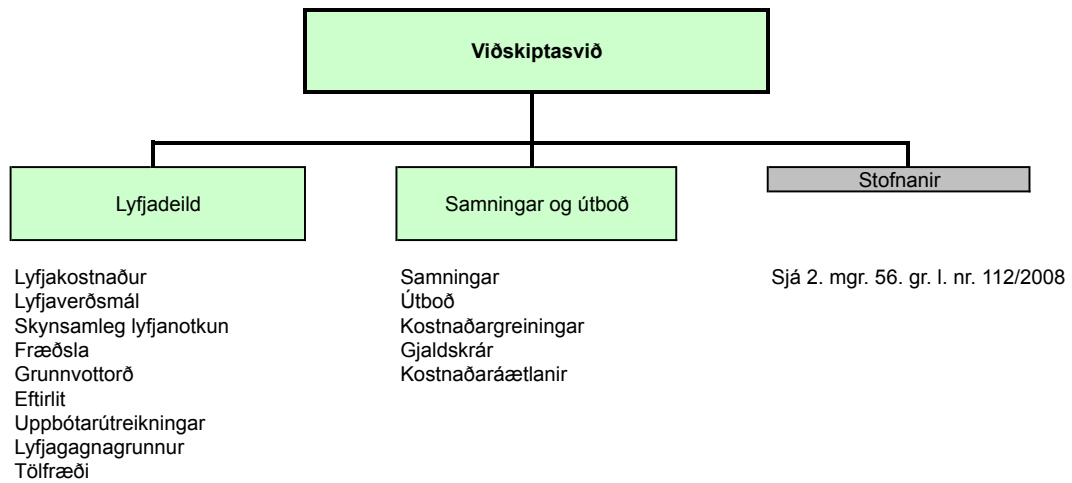 Viðskiptasvið
Lyfjadeild
Samningar og útboð
Stofnanir
Lyfjakostnaður
Lyfjaverðsmál
Skynsamleg lyfjanotkun
Fræðsla
Grunnvottorð
Eftirlit
Uppbótarútreikningar
Lyfjagagnagrunnur
Tölfræði
Samningar
Útboð
Kostnaðargreiningar
Gjaldskrár
Kostnaðaráætlanir
Sjá 2. mgr. 56. gr. l. nr. 112/2008